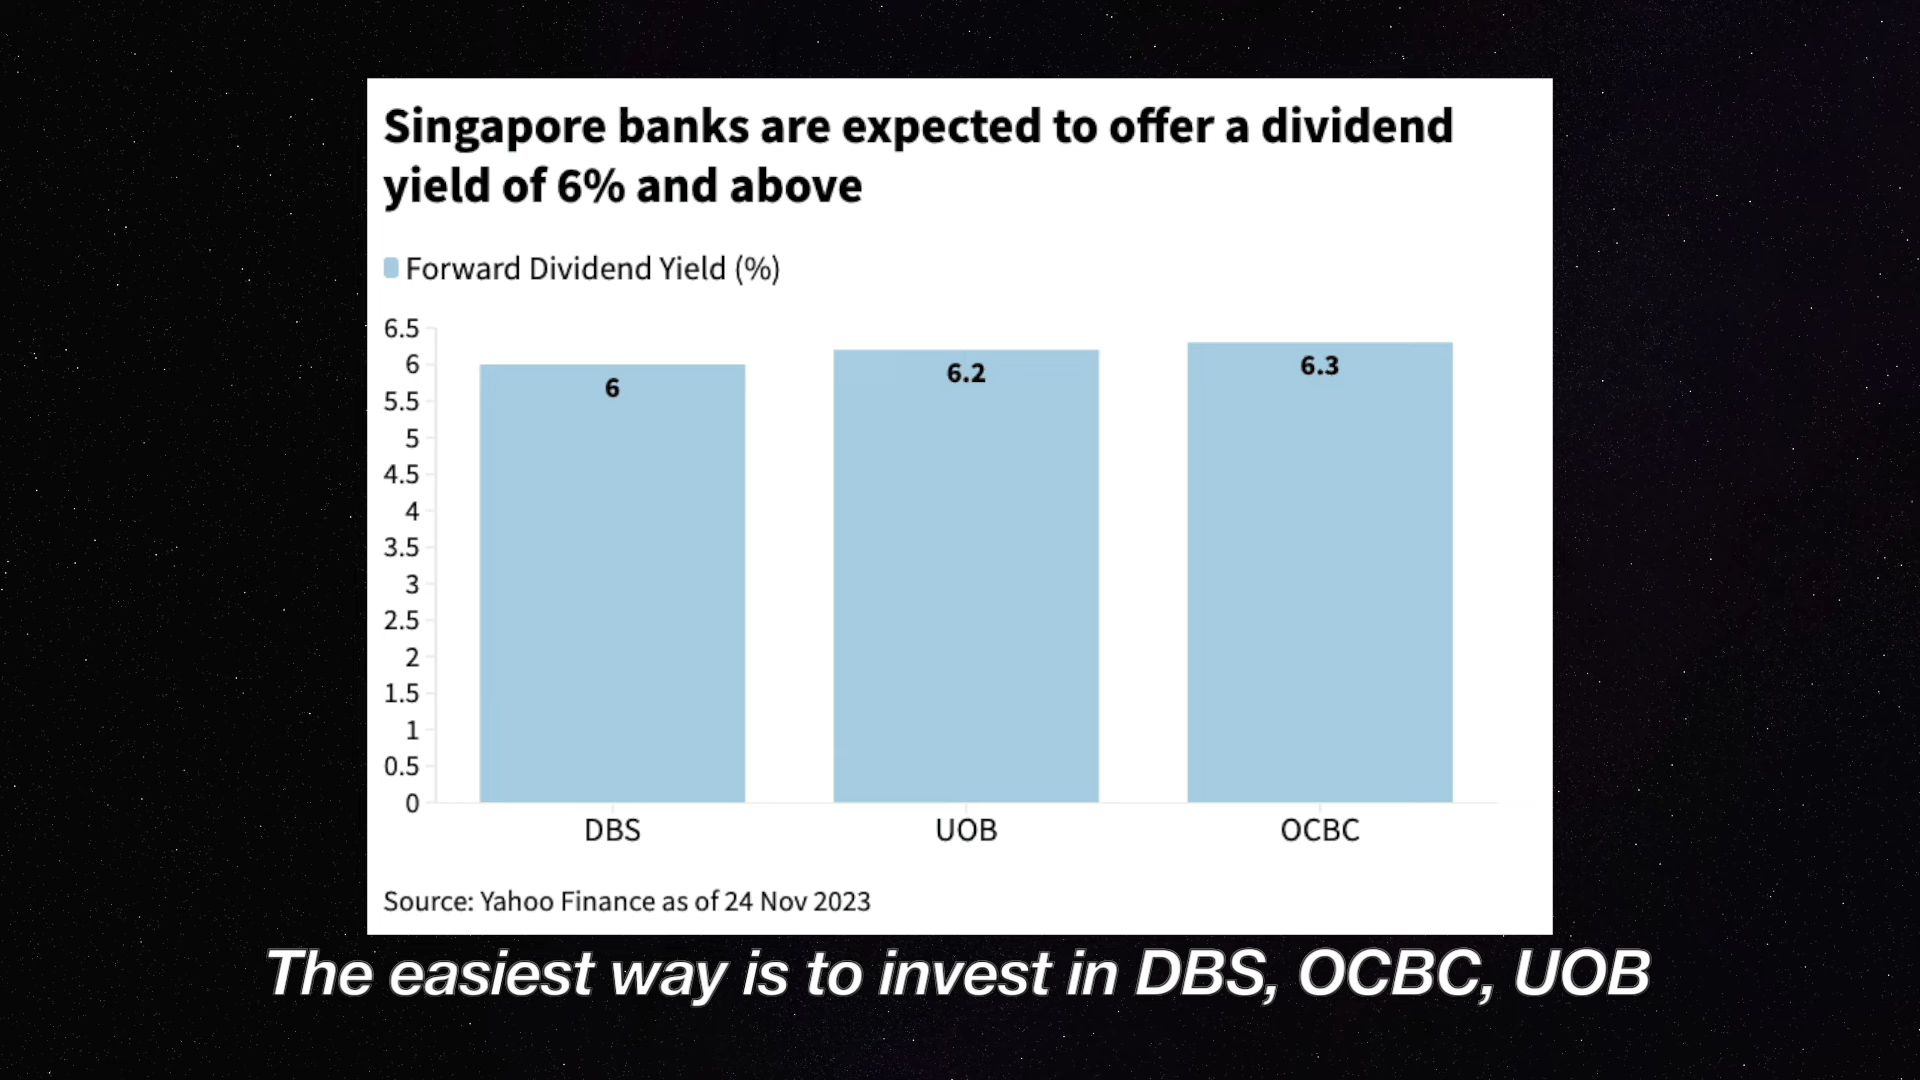 Singapore banks are expected to offer a dividend
yield of 6% and above
Forward Dividend Yield (%)
6.5
6
5.5
5
4.5
4
3.5
3
2.5
2
1.5
1
0.5
0
6
6.2
6.3
DBS
UOB
OCBC
Source: Yahoo Finance as of 24 Nov 2023
The easiest way is to invest in DBS, OCBC, UOB